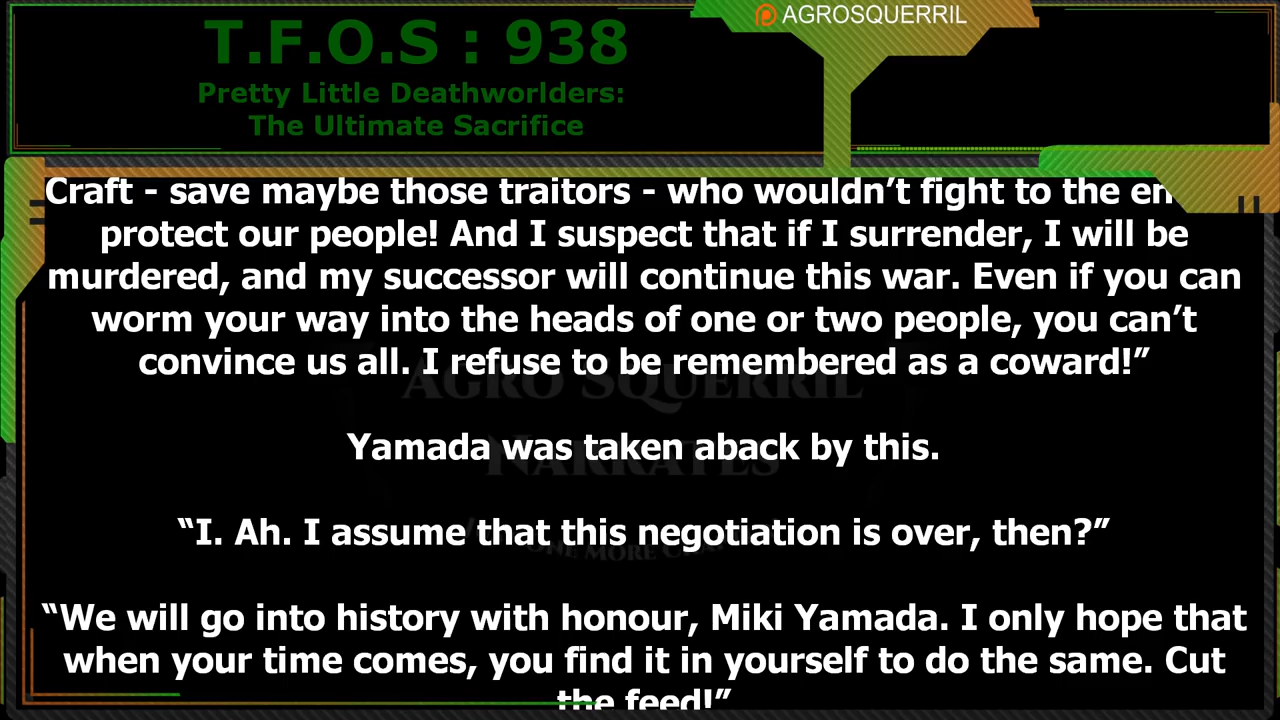 AGROSQUERRIL
T.F.O.S : 938
Pretty Little Deathworlders:
The Ultimate Sacrifice
Craft - save maybe those traitors - who wouldn’t fight to the
protect our people! And I suspect that if I surrender, I will be
murdered, and my successor will continue this war. Even if you can
worm your way into the heads of one or two people, you can’t
convince us all. I refuse to be remembered as a coward!”
AGRO SQUERRIL
Yamada was taken aback by this.
NARRATES
“I. Ah. I assume that this negotiation is over, then?”
ONE MORE
“We will go into history with honour, Miki Yamada. I only hope that
when your time comes, you find it in yourself to do the same. Cut
the feed!”